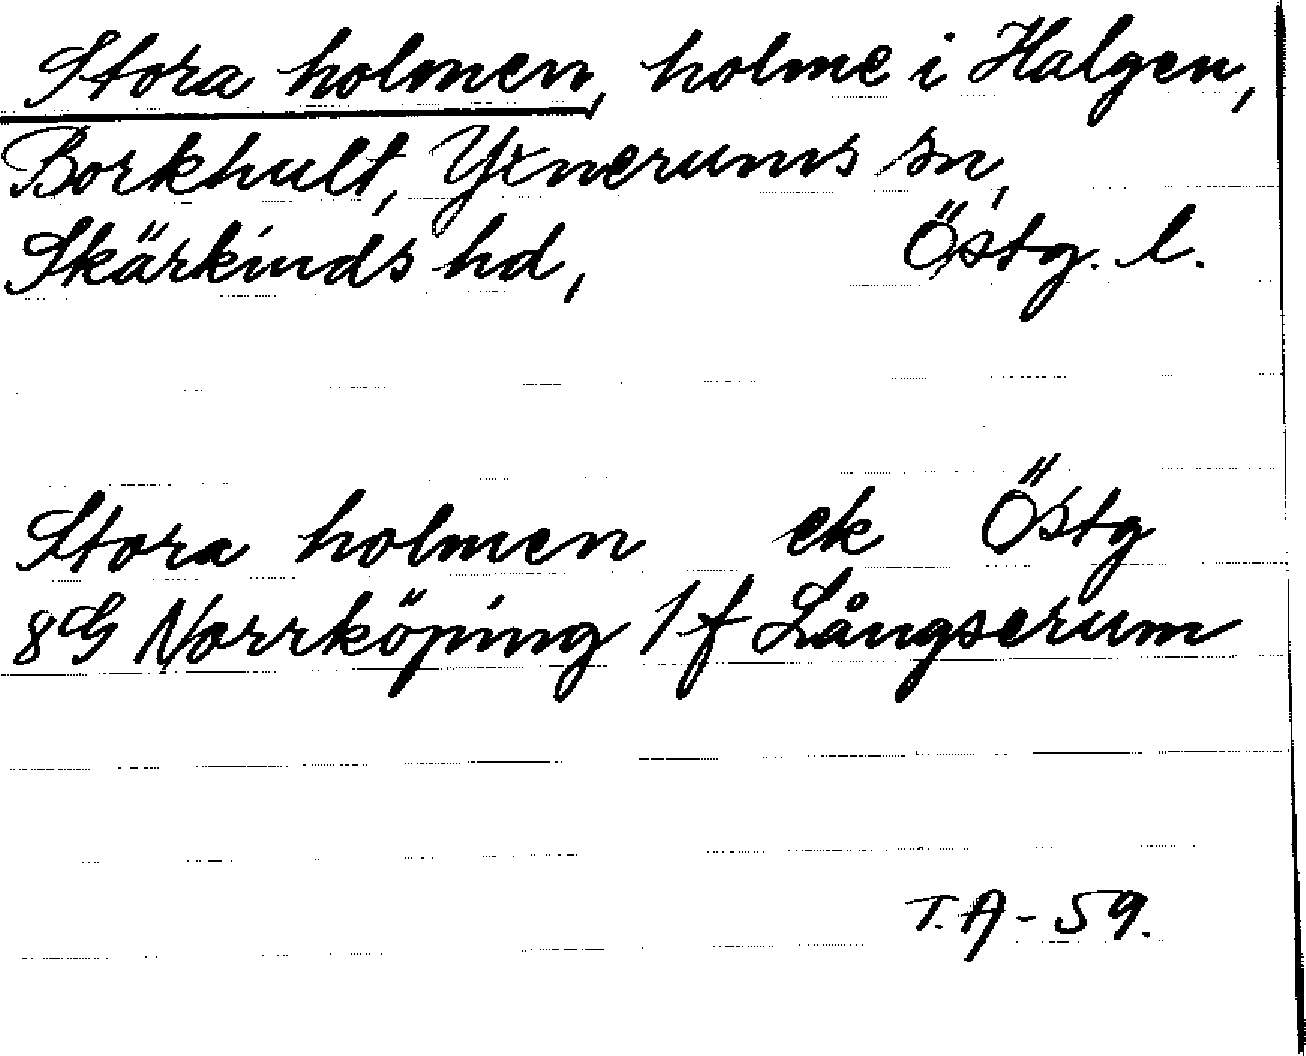 Stora holmen, holme i Halgen,
Borkhult, Yxnerums sn,
Skärkinds hd, Östg. l.
Stora holmen ek Östg
8G Norrköping 1f Långserum
T.A-59.